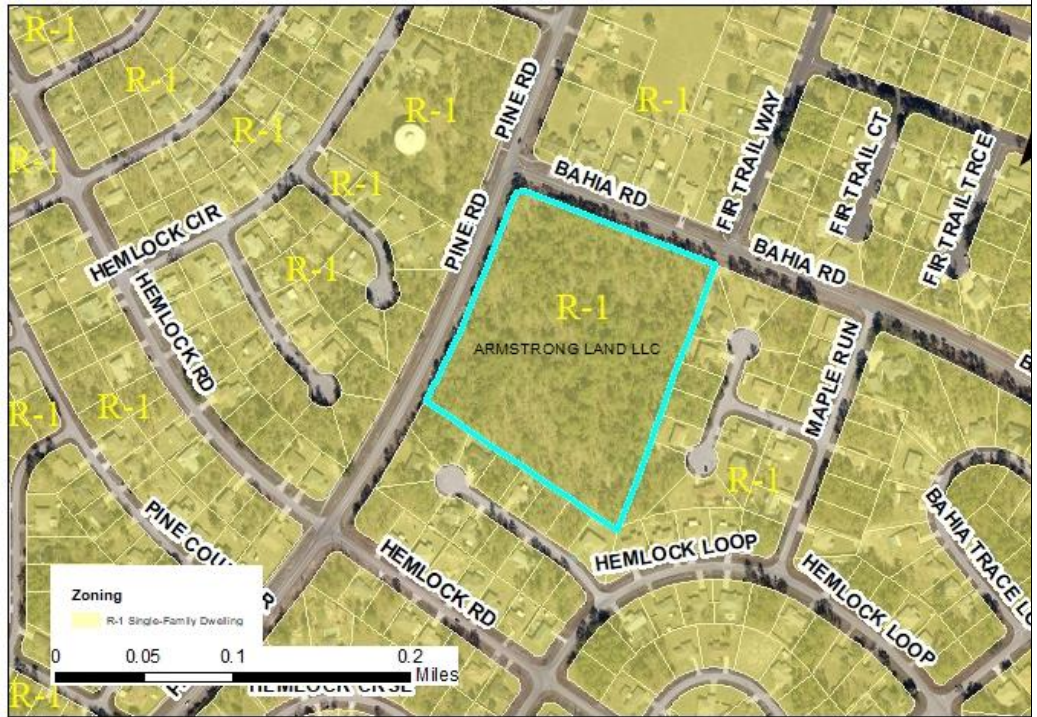 R-1
R-1
R-1
R-1
R-1
PINE RD
R-1
R-1
BAHIA RD
FIR TRAIL WAY
FIR TRAIL CT
FIR TRAIL TRCE
HEMLOCK CIR
PINE RD
R-1
BAHIA RD
HEMLOCK RD
R-1
ARMSTRONG LAND LLC
MAPLE RUN
R-1
R-1
R-1
BAHIA TRACE
HEMLOCK LOOP
HEMLOCK RD
HEMLOCK LOOP
Zoning
R-1 Single-Family Dwelling
0 0.05 0.1 0.2
Miles
R-1